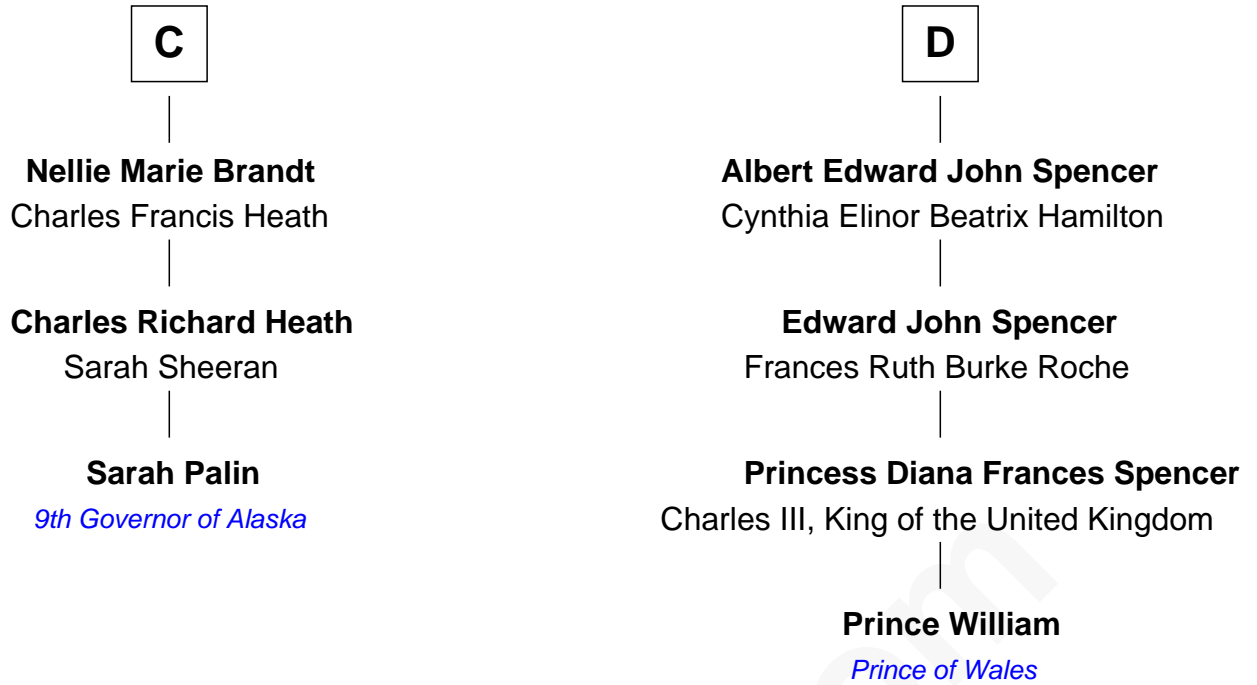 C
Nellie Marie Brandt
Charles Francis Heath
Charles Richard Heath
Sarah Sheeran
Sarah Palin
9th Governor of Alaska
D
Albert Edward John Spencer
Cynthia Elinor Beatrix Hamilton
Edward John Spencer
Frances Ruth Burke Roche
Princess Diana Frances Spencer
Charles III, King of the United Kingdom
Prince William
Prince of Wales